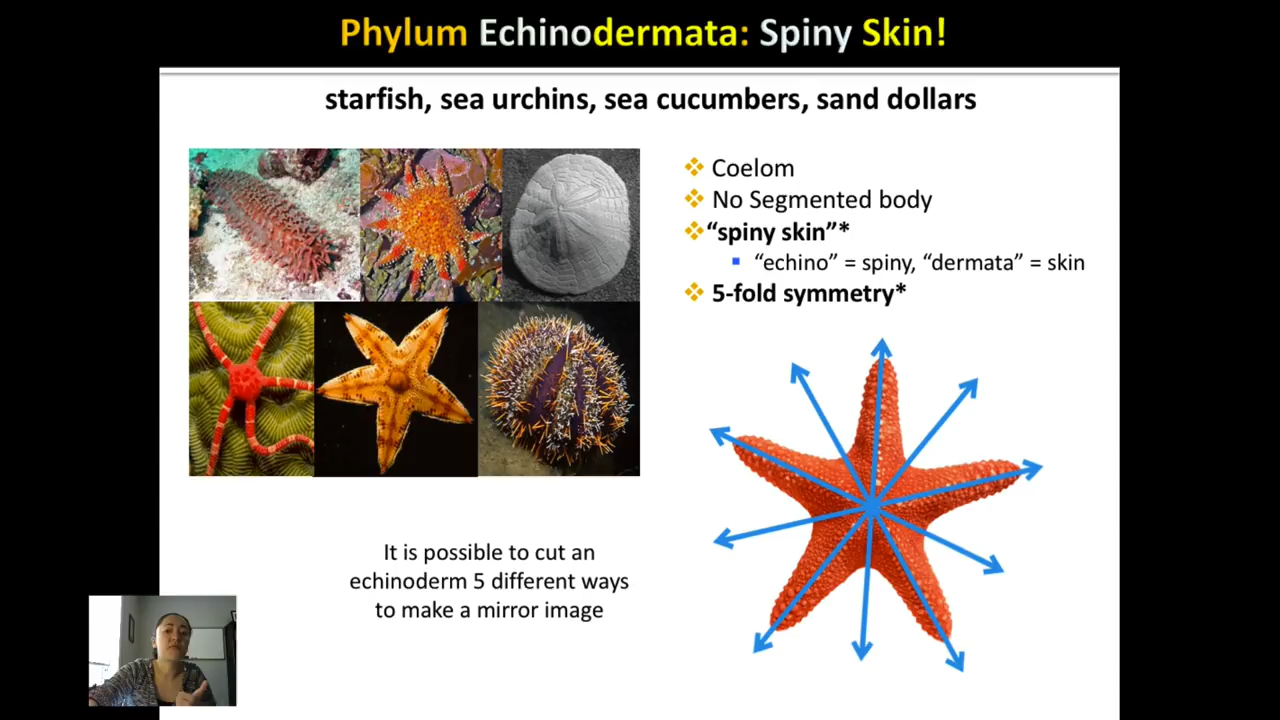 Phylum Echinodermata: Spiny Skin!
starfish, sea urchins, sea cucumbers, sand dollars
Coelom
No Segmented body
“spiny skin”*
“echino” = spiny, “dermata” = skin
5-fold symmetry*
It is possible to cut an
echinoderm 5 different ways
to make a mirror image